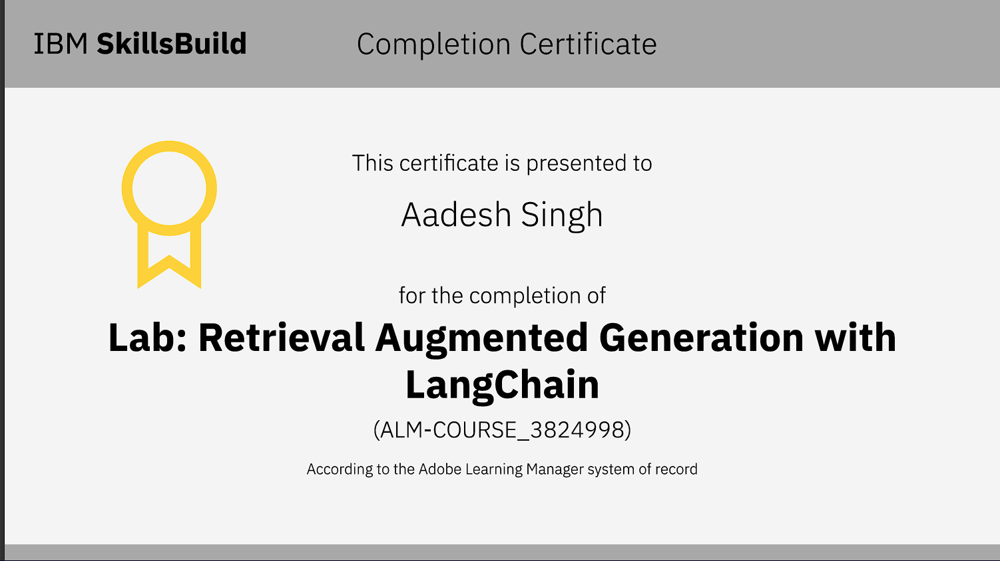 IBM SkillsBuild
Completion Certificate
This certificate is presented to
Aadesh Singh
for the completion of
Lab: Retrieval Augmented Generation with
LangChain
(ALM-COURSE_3824998)
According to the Adobe Learning Manager system of record